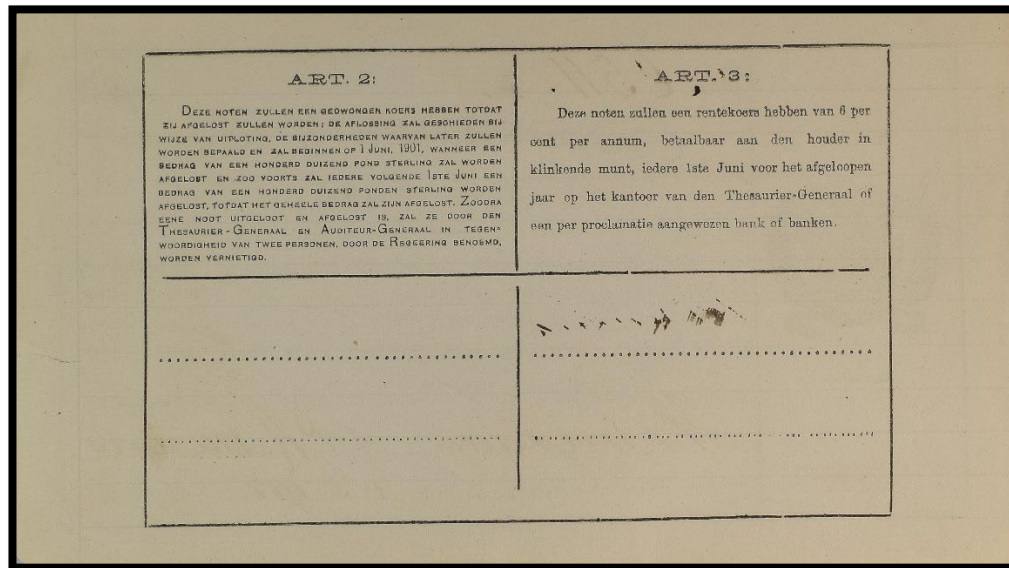 ART. 2:
DEZE NOTEN ZULLEN EEN GEDWONGEN KOERS HEBBEN TOTDAT
ZIJ AFGELOST ZULLEN WORDEN; DE AFLOSSING ZAL GESCHIEDEN BIJ
WIJZE VAN UITLOTING, DE BIJZONDERHEDEN WAARVAN LATER ZULLEN
WORDEN BEPAALD EN ZAL BEGINNEN OP 1 JUNI, 1901, WANNEER EEN
BEDRAG VAN EEN HONDERD DUIZEND POND STERLING ZAL WORDEN
AFGELOST EN ZOO VOORTS ZAL IEDERE VOLGENDE 1STE JUNI EEN
BEDRAG VAN EEN HONDERD DUIZEND PONDEN STERLING WORDEN
AFGELOST, TOTDAT HET GEHEELE BEDRAG ZAL ZIJN AFGELOST. ZOODRA
EENE NOOT UITGELOOT EN AFGELOST IS, ZAL ZE DOOR DEN
THESAURIER-GENERAAL EN AUDITEUR-GENERAAL IN TEGEN-
WOORDIGHEID VAN TWEE PERSONEN, DOOR DE REGEERING BENOEMD,
WORDEN VERNIETIGD.
ART. 3:
Deze noten zullen een rentekoers hebben van 6 per
cent per annum, betaalbaar aan den houder in
klinkende munt, iedere 1ste Juni voor het afgeloopen
jaar op het kantoor van den Thesaurier-Generaal of
een per proclamatie aangewezen bank of banken.